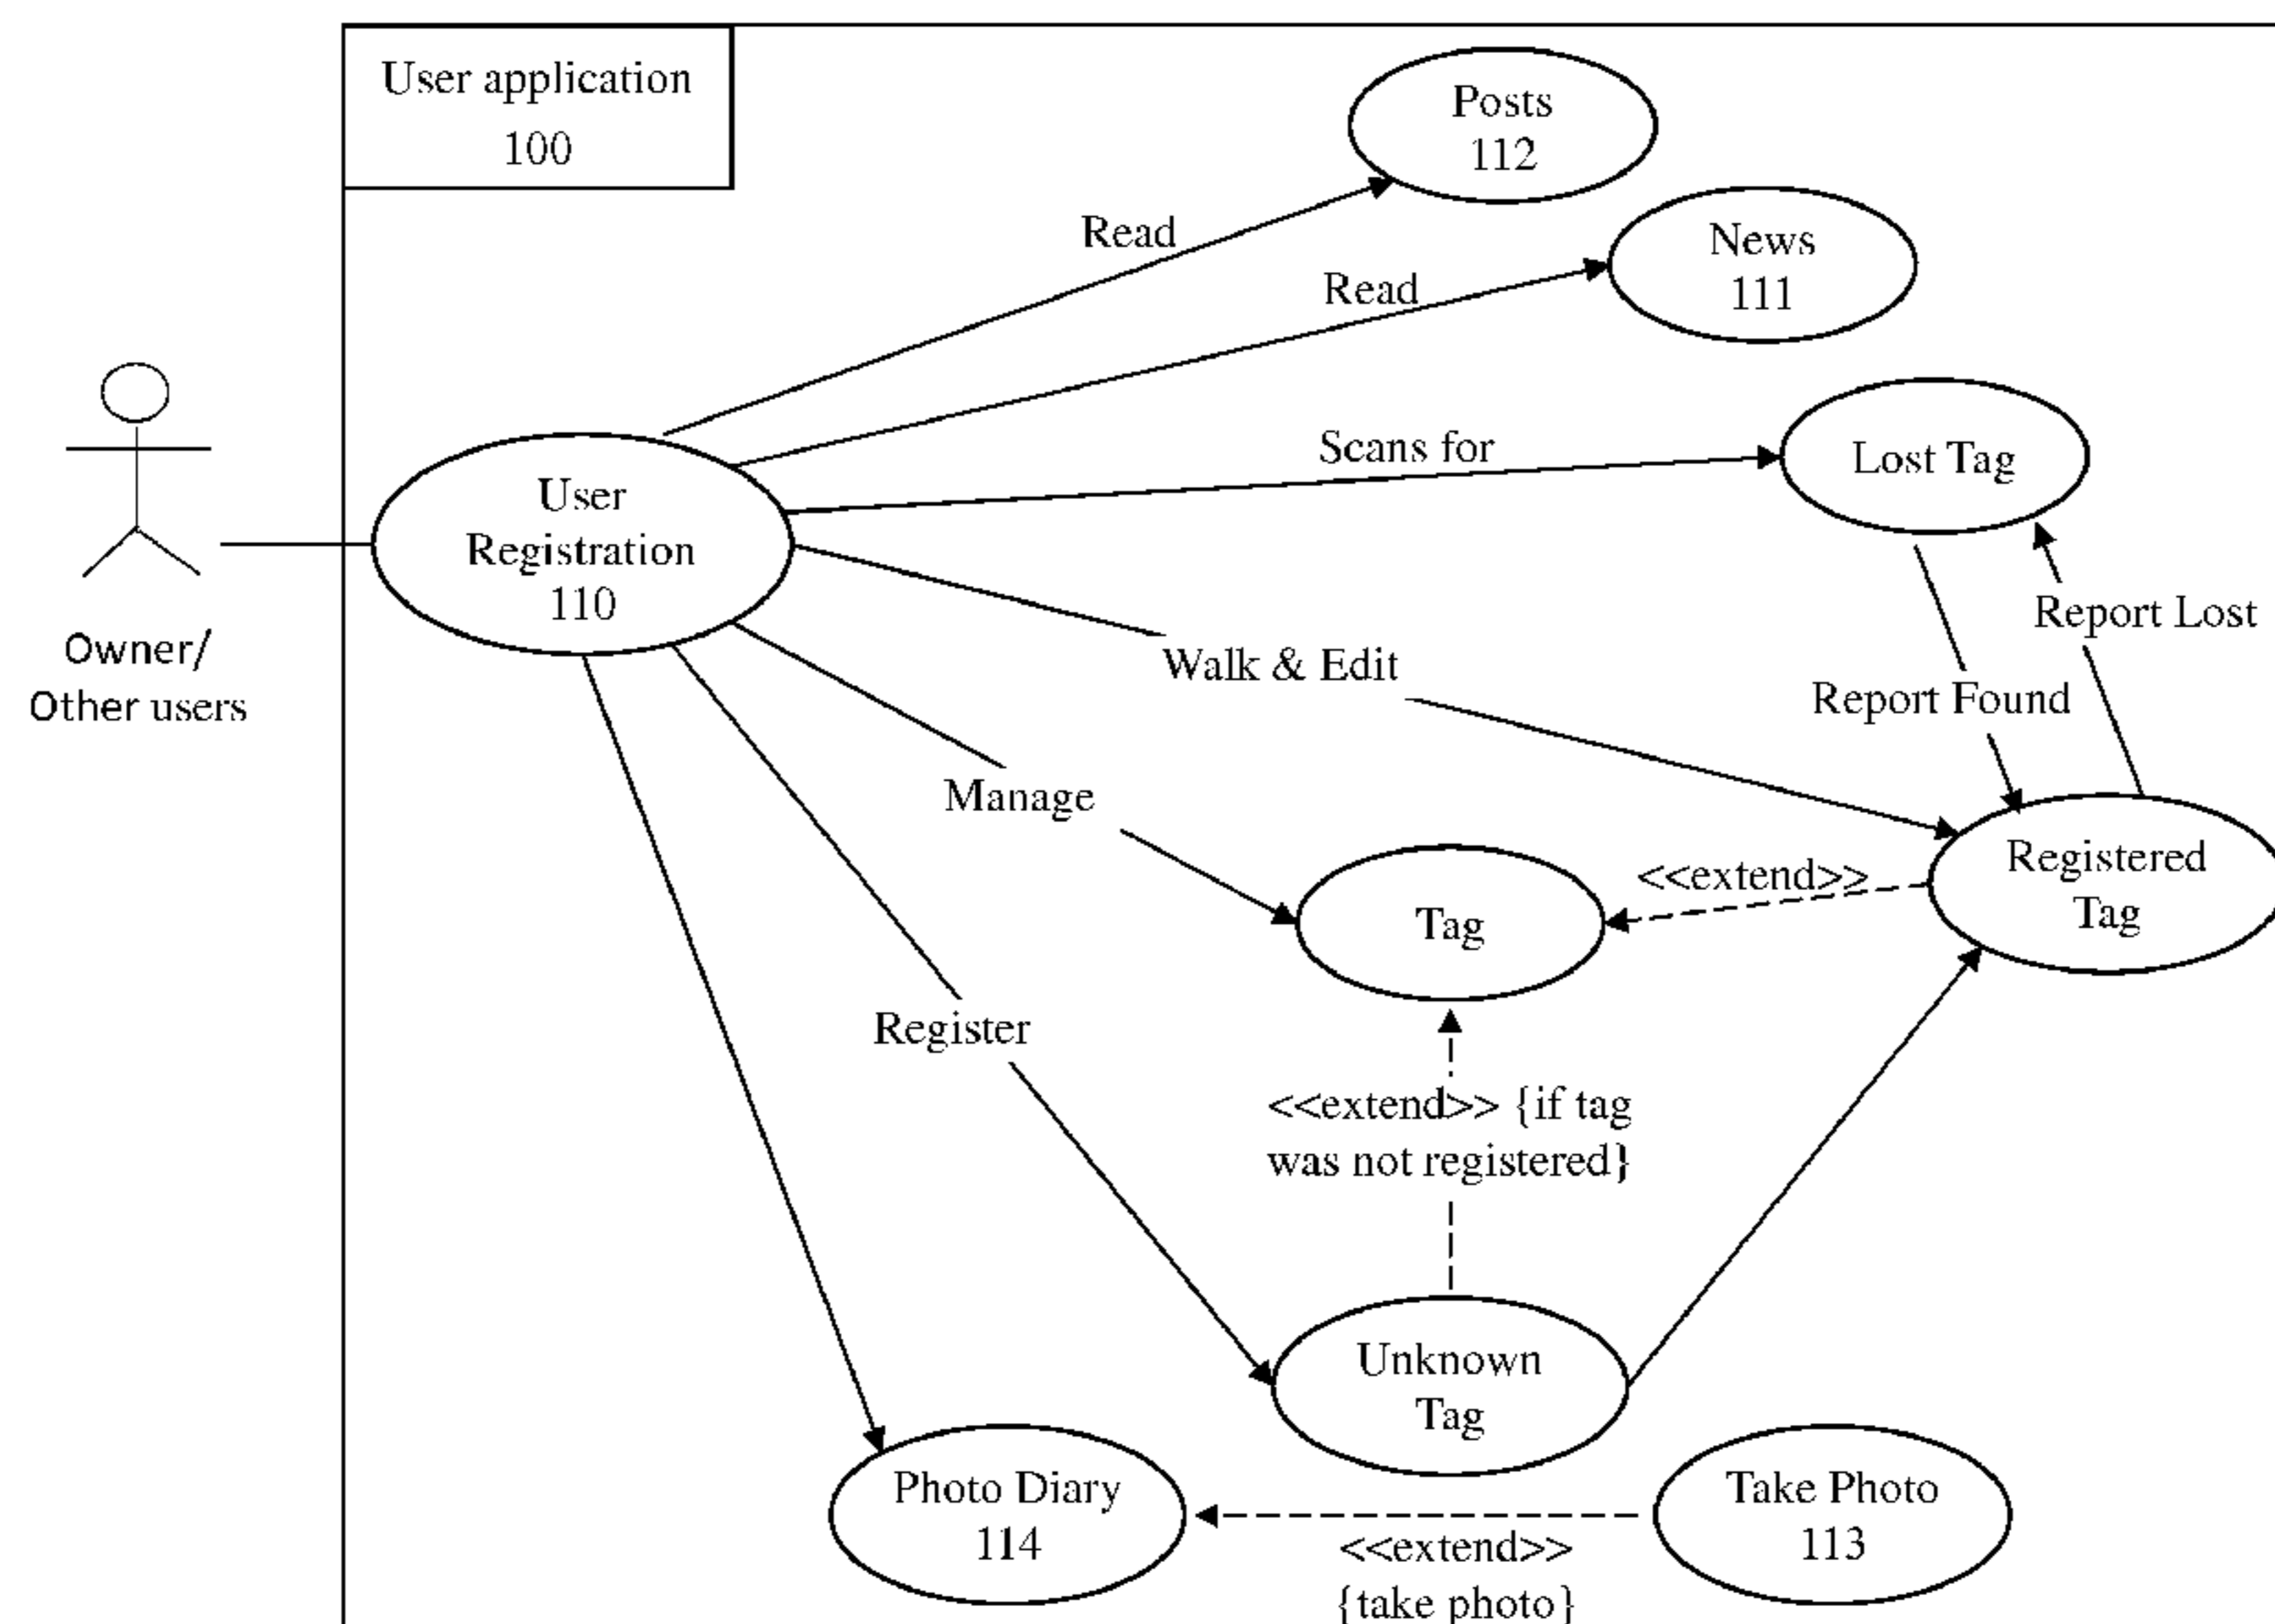 User application
100
Posts
112
Read
News
111
Read
Scans for
Lost Tag
User
Registration
110
Report Lost
Owner/
Other users
Walk & Edit
Report Found
Manage
Registered
Tag
<<extend>>
Tag
Register
<<extend>> {if tag
was not registered}
Unknown
Tag
Photo Diary
114
Take Photo
113
<<extend>>
{take photo}